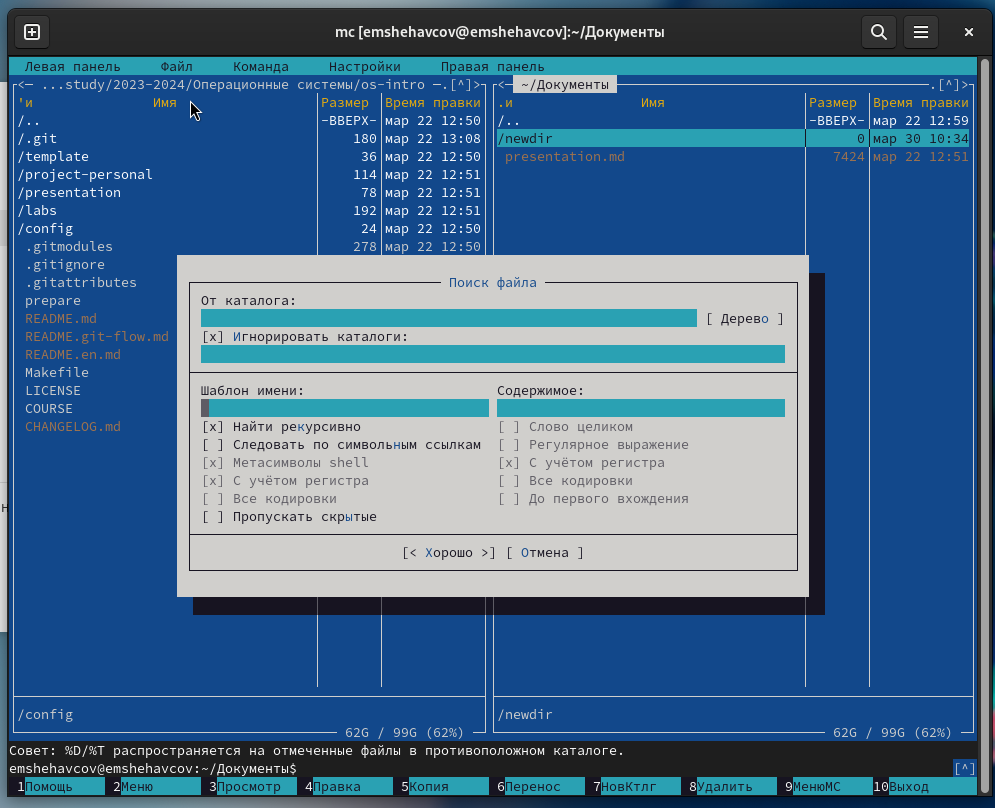 mc [emshehavcov@emshehavcov]:~/Документы
Левая панель Файл Команда Настройки Правая панель
<─ ...study/2023-2024/Операционные системы/os-intro ─.[^]>
'и Имя Размер Время правки
/.. -ВВЕРХ- мар 22 12:50
/.git 180 мар 22 13:08
/template 36 мар 22 12:50
/project-personal 114 мар 22 12:51
/presentation 78 мар 22 12:51
/labs 192 мар 22 12:51
/config 24 мар 22 12:50
.gitmodules 278 мар 22 12:50
.gitignore
.gitattributes
prepare
README.md
README.git-flow.md
README.en.md
Makefile
LICENSE
COURSE
CHANGELOG.md
/config
62G / 99G (62%)
<─ ~/Документы .[^]>
.и Имя Размер Время правки
/.. -ВВЕРХ- мар 22 12:59
/newdir 0 мар 30 10:34
presentation.md 7424 мар 22 12:51
/newdir
62G / 99G (62%)
Поиск файла
От каталога:
[ Дерево ]
[x] Игнорировать каталоги:
Шаблон имени:
[x] Найти рекурсивно
[ ] Следовать по символьным ссылкам
[x] Метасимволы shell
[x] С учётом регистра
[ ] Все кодировки
[ ] Пропускать скрытые
Содержимое:
[ ] Слово целиком
[ ] Регулярное выражение
[x] С учётом регистра
[ ] Все кодировки
[ ] До первого вхождения
[< Хорошо >] [ Отмена ]
Совет: %D/%T распространяется на отмеченные файлы в противоположном каталоге.
emshehavcov@emshehavcov:~/Документы$ [^]
1Помощь 2Меню 3Просмотр 4Правка 5Копия 6Перенос 7НовКтлг 8Удалить 9МенюMC 10Выход